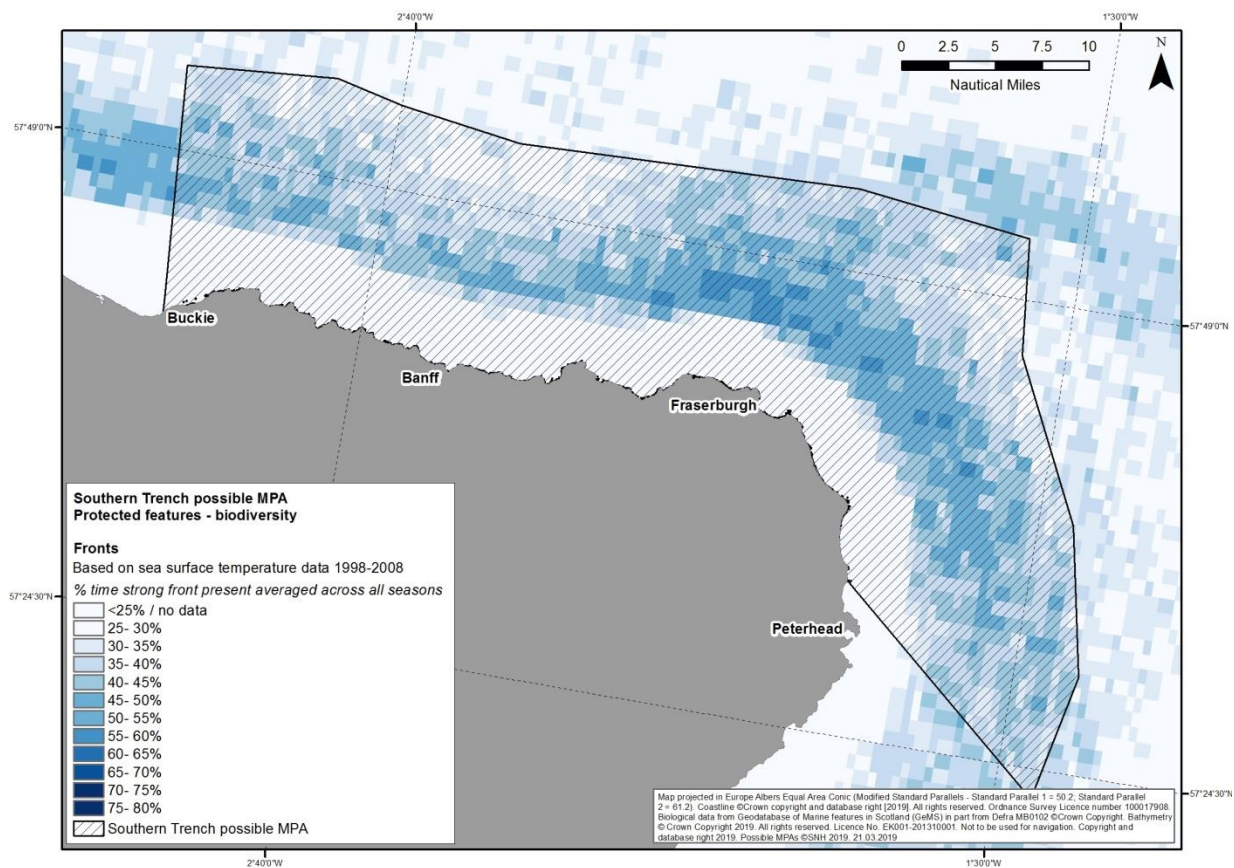 2°40'0"W
1°30'0"W
0 2.5 5 7.5 10
Nautical Miles
N
57°49'0"N
57°49'0"N
Buckie
Banff
Fraserburgh
Peterhead
57°24'30"N
57°24'30"N
Southern Trench possible MPA
Protected features - biodiversity
Fronts
Based on sea surface temperature data 1998-2008
% time strong front present averaged across all seasons
<25% / no data
25- 30%
30- 35%
35- 40%
40- 45%
45- 50%
50- 55%
55- 60%
60- 65%
65- 70%
70- 75%
75- 80%
Southern Trench possible MPA
Map projected in Europe Albers Equal Area Conic (Modified Standard Parallels - Standard Parallel 1 = 50.2; Standard Parallel
2 = 61.2). Coastline ©Crown copyright and database right [2019]. All rights reserved. Ordnance Survey Licence number 100017908.
Biological data from Geodatabase of Marine features in Scotland (GeMS) in part from Defra MB0102 ©Crown Copyright. Bathymetry
© Crown Copyright 2019. All rights reserved. Licence No. EK001-201310001. Not to be used for navigation. Copyright and
database right 2019. Possible MPAs ©SNH 2019. 21.03.2019
2°40'0"W
1°30'0"W